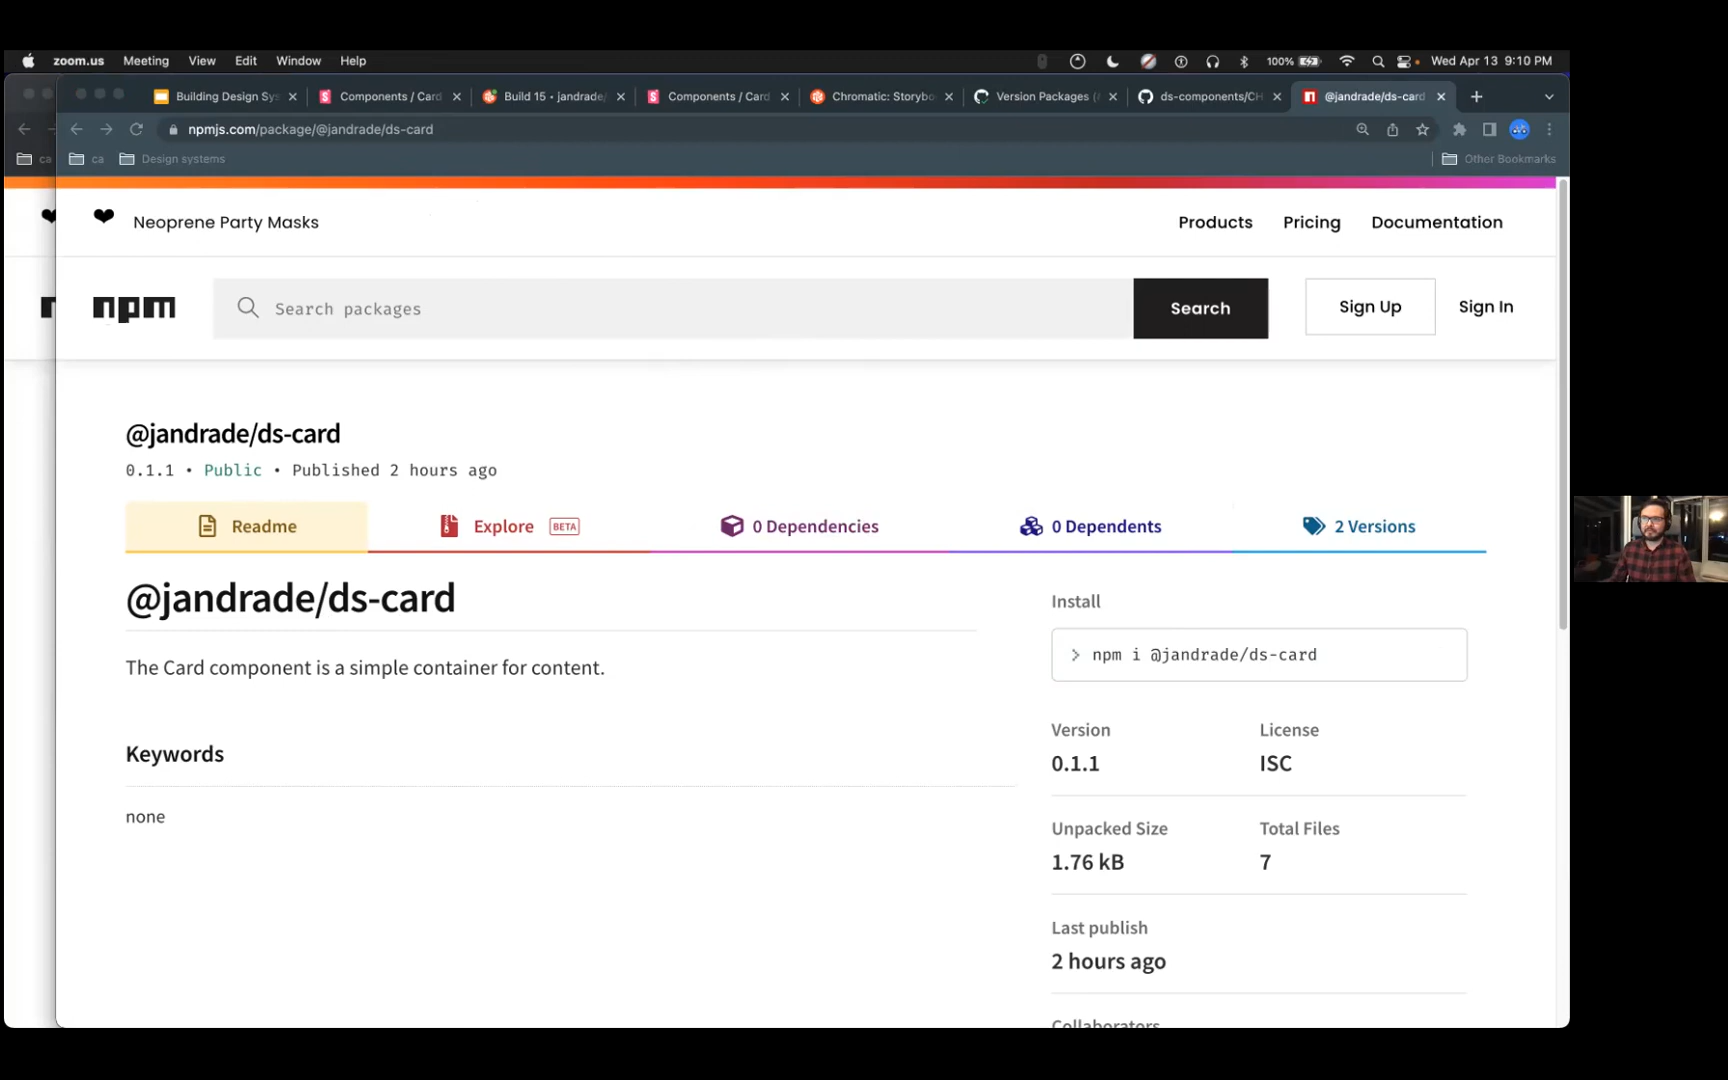 zoom.us Meeting View Edit Window Help 100% Wed Apr 13 9:10 PM
Building Design Sys Components / Card Build 15 • jandrade/ Components / Card Chromatic: Storybo Version Packages ( ds-components/CH @jandrade/ds-card
npmjs.com/package/@jandrade/ds-card
ca ca Design systems Other Bookmarks
Neoprene Party Masks Products Pricing Documentation
npm Search packages Search Sign Up Sign In
@jandrade/ds-card
0.1.1 • Public • Published 2 hours ago
Readme Explore BETA 0 Dependencies 0 Dependents 2 Versions
@jandrade/ds-card
The Card component is a simple container for content.
Keywords
none
Install
> npm i @jandrade/ds-card
Version License
0.1.1 ISC
Unpacked Size Total Files
1.76 kB 7
Last publish
2 hours ago
Collaborators